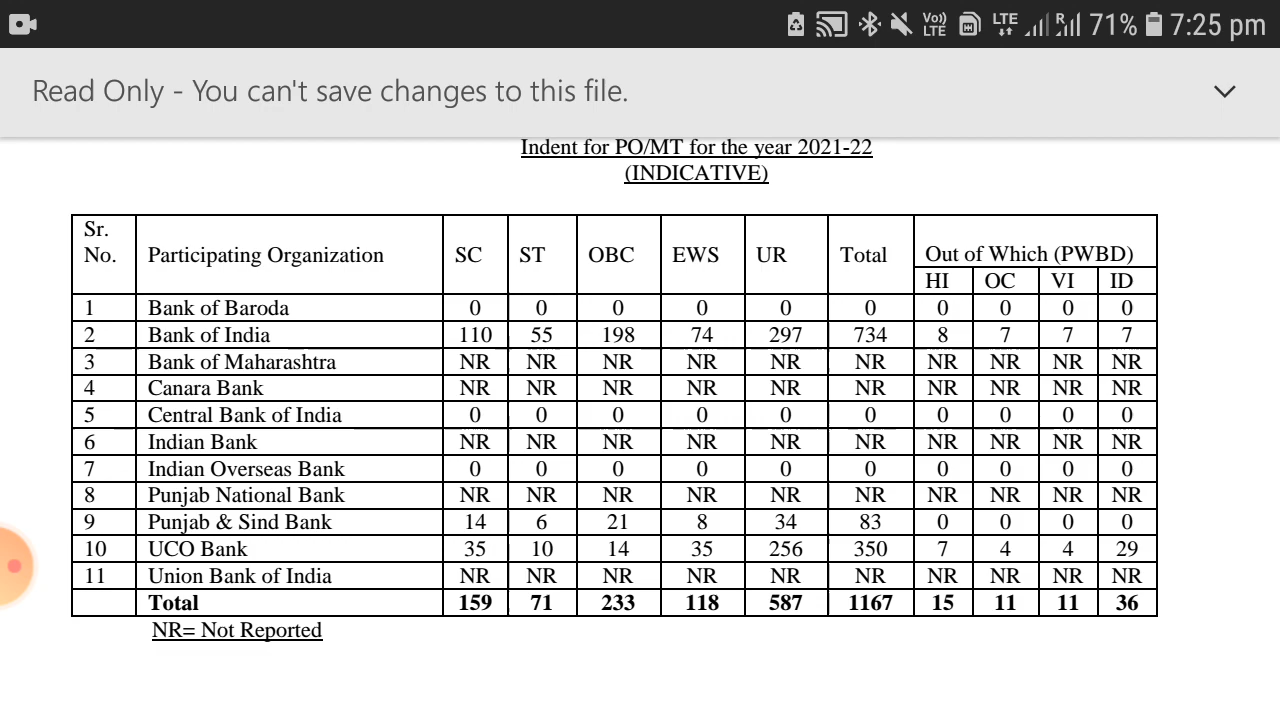 Vo)) LTE LTE R 71% 7:25 pm
Read Only - You can't save changes to this file.
Indent for PO/MT for the year 2021-22
(INDICATIVE)
Sr. No. Participating Organization SC ST OBC EWS UR Total Out of Which (PWBD)
HI OC VI ID
1 Bank of Baroda 0 0 0 0 0 0 0 0 0 0
2 Bank of India 110 55 198 74 297 734 8 7 7 7
3 Bank of Maharashtra NR NR NR NR NR NR NR NR NR NR
4 Canara Bank NR NR NR NR NR NR NR NR NR NR
5 Central Bank of India 0 0 0 0 0 0 0 0 0 0
6 Indian Bank NR NR NR NR NR NR NR NR NR NR
7 Indian Overseas Bank 0 0 0 0 0 0 0 0 0 0
8 Punjab National Bank NR NR NR NR NR NR NR NR NR NR
9 Punjab & Sind Bank 14 6 21 8 34 83 0 0 0 0
10 UCO Bank 35 10 14 35 256 350 7 4 4 29
11 Union Bank of India NR NR NR NR NR NR NR NR NR NR
Total 159 71 233 118 587 1167 15 11 11 36
NR= Not Reported